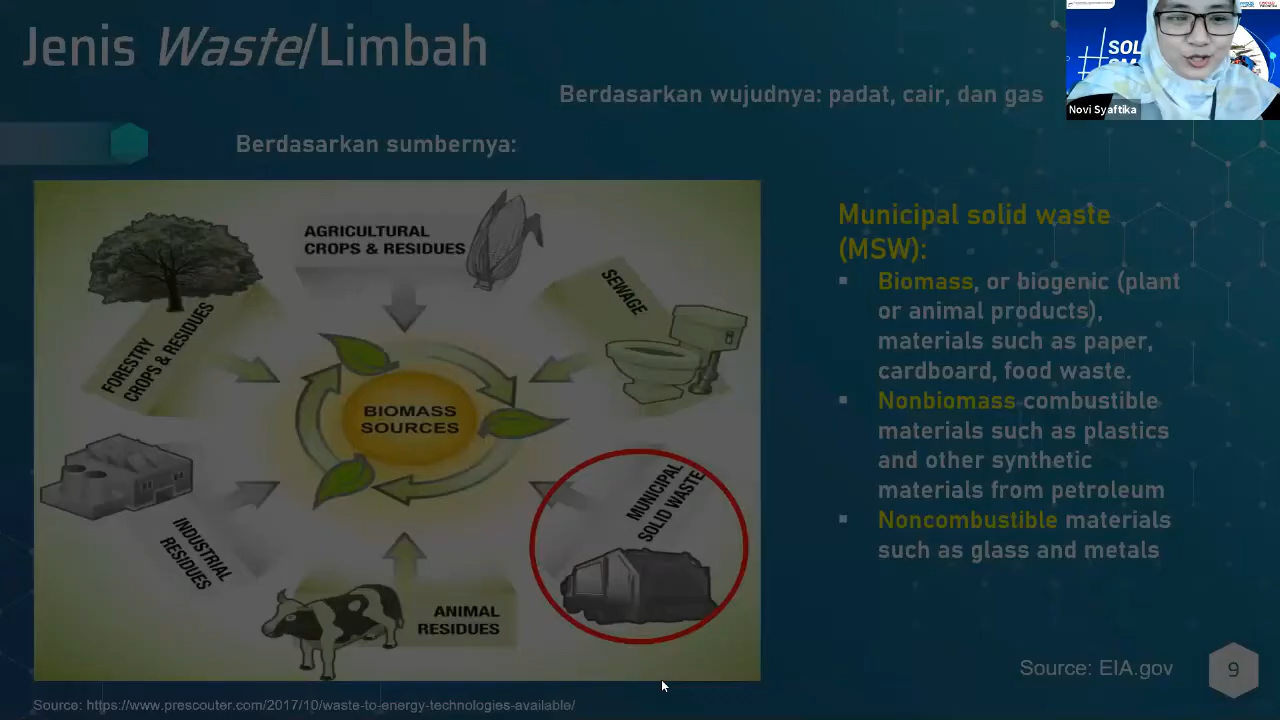 Jenis Waste/Limbah
Berdasarkan wujudnya: padat, cair, dan gas
Novi Syaftika
Berdasarkan sumbernya:
AGRICULTURAL
CROPS & RESIDUES
SEWAGE
FORESTRY
CROPS & RESIDUES
BIOMASS
SOURCES
MUNICIPAL
SOLID WASTE
INDUSTRIAL
RESIDUES
ANIMAL
RESIDUES
Municipal solid waste
(MSW):
▪ Biomass, or biogenic (plant
or animal products),
materials such as paper,
cardboard, food waste.
▪ Nonbiomass combustible
materials such as plastics
and other synthetic
materials from petroleum
▪ Noncombustible materials
such as glass and metals
Source: EIA.gov
9
Source: https://www.prescouter.com/2017/10/waste-to-energy-technologies-available/